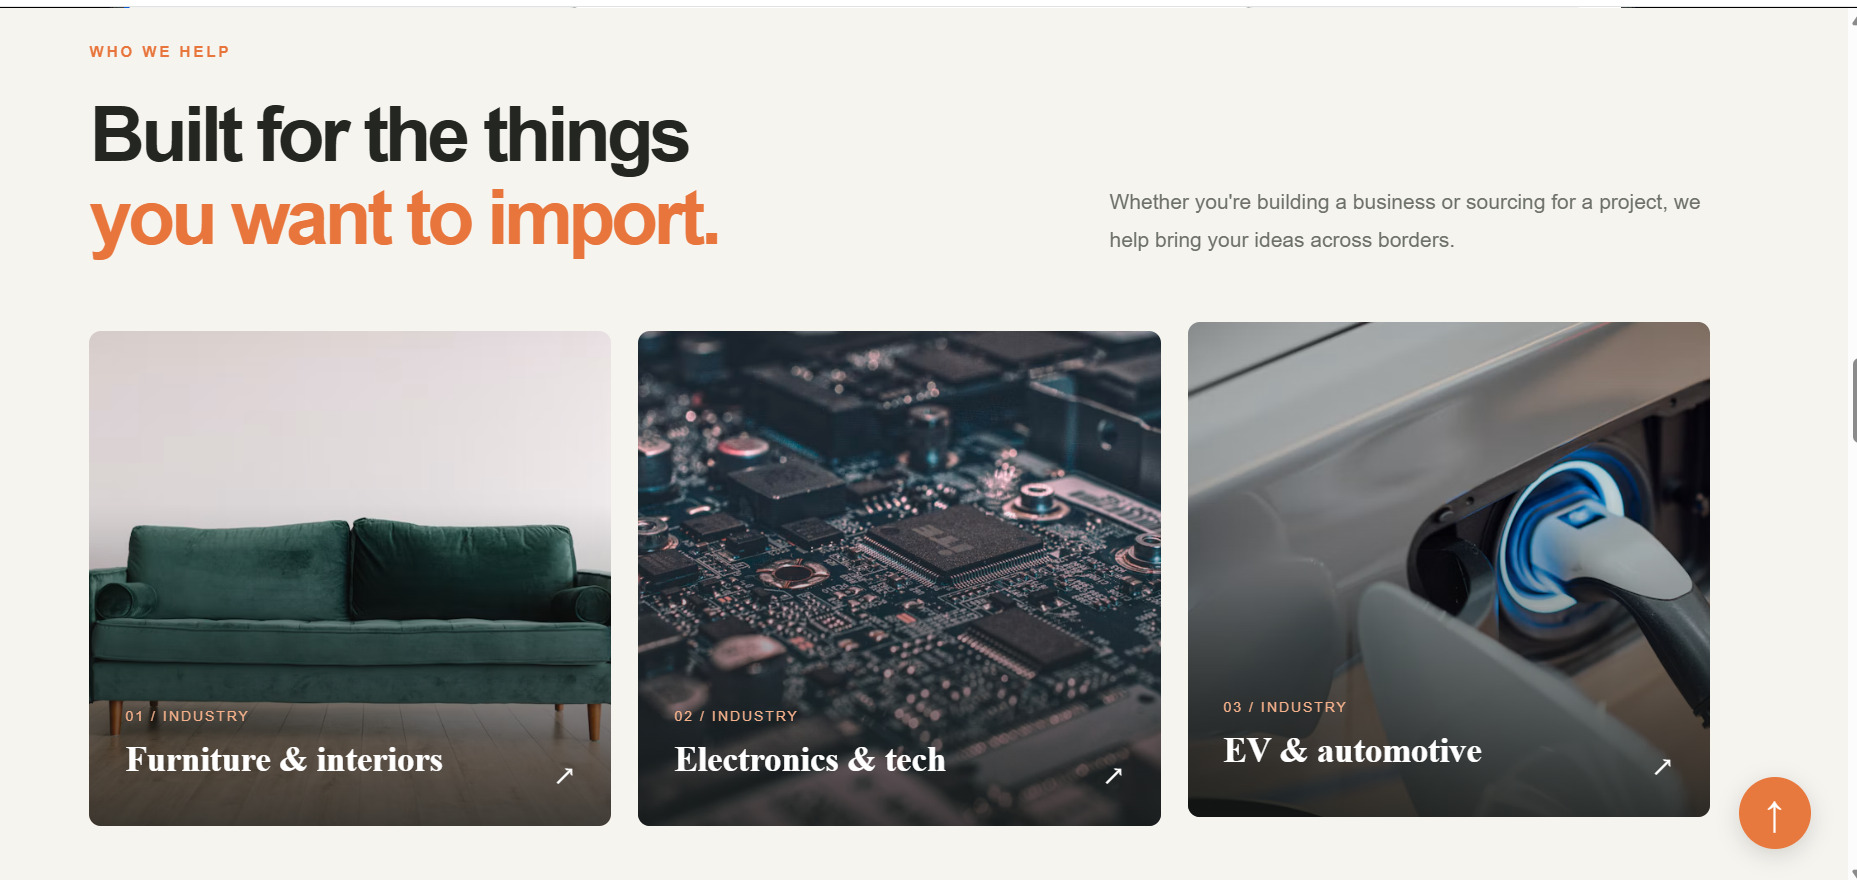 WHO WE HELP
Built for the things
you want to import.
Whether you're building a business or sourcing for a project, we
help bring your ideas across borders.
01 / INDUSTRY
Furniture & interiors
↗
02 / INDUSTRY
Electronics & tech
↗
03 / INDUSTRY
EV & automotive
↗
↑